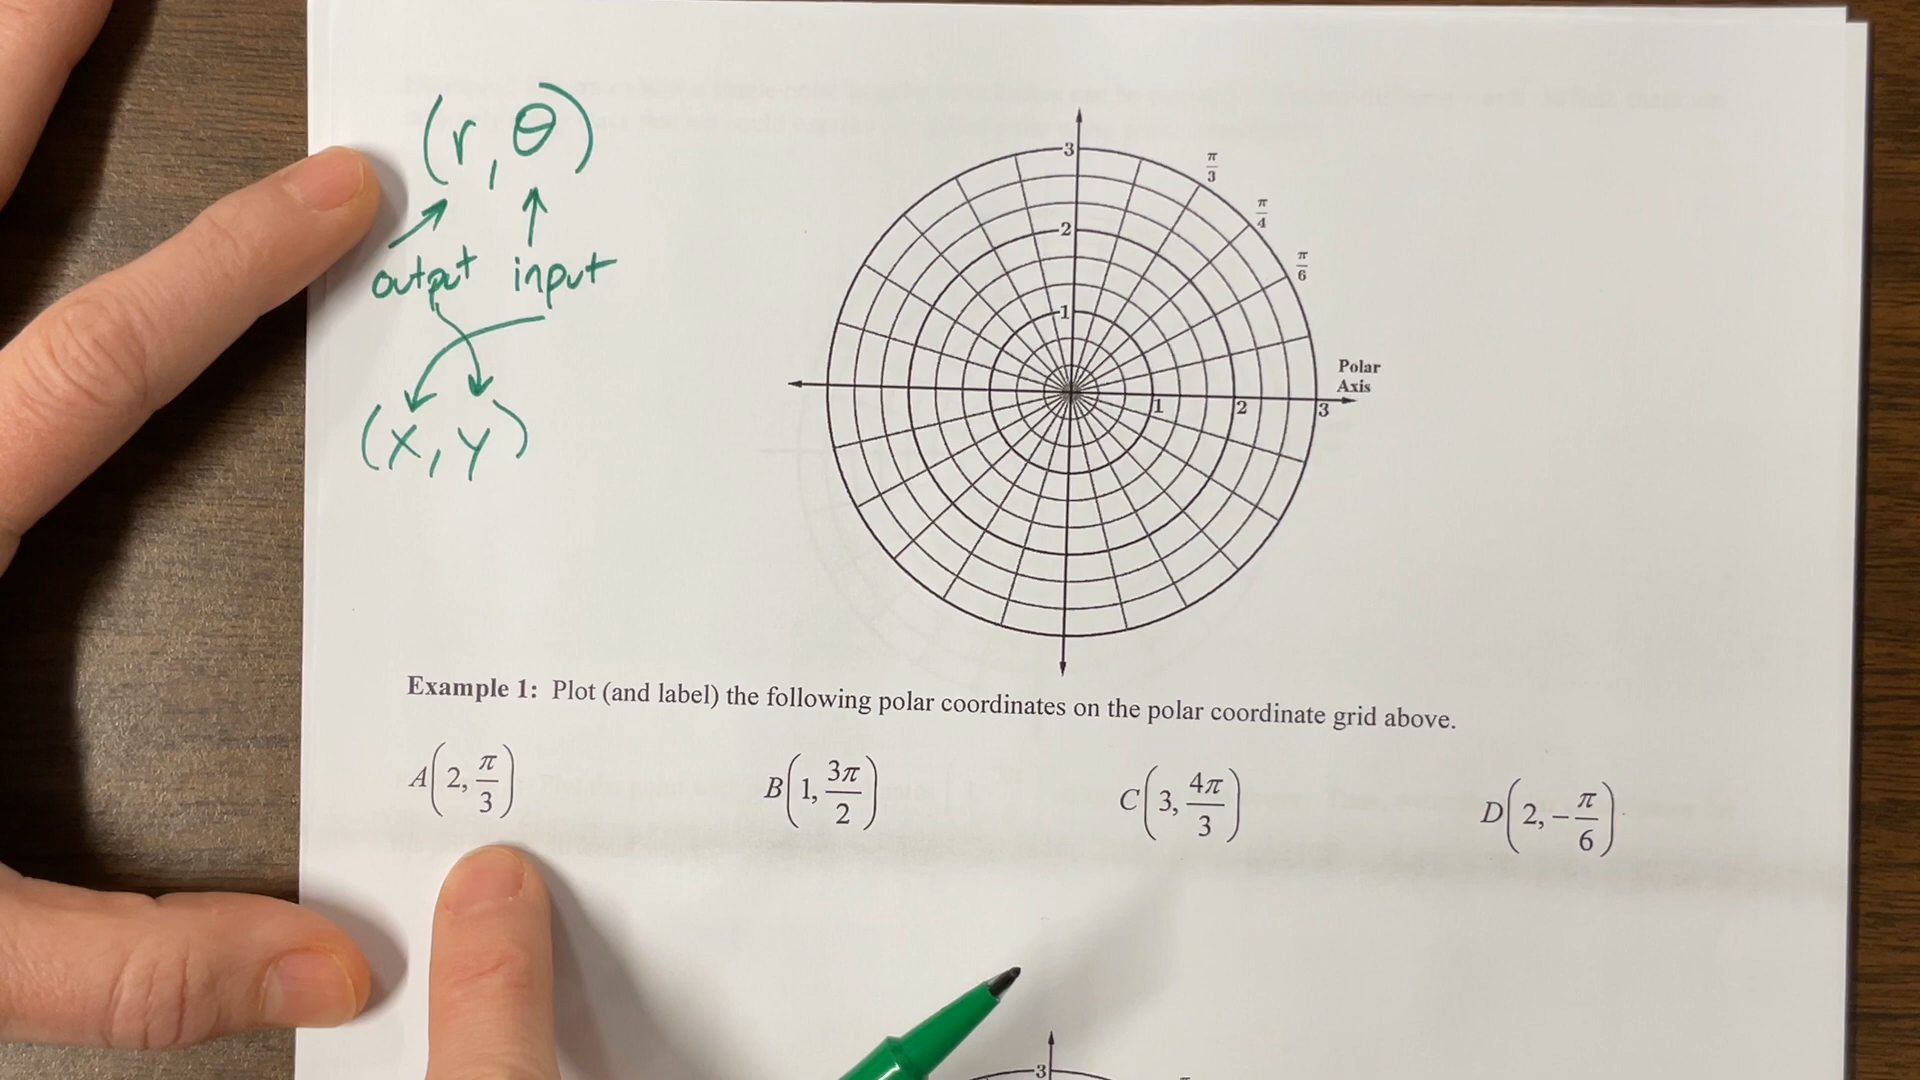 (r, θ)
output input
(x, y)
3
2
1
π/3
π/4
π/6
Polar
Axis
1 2 3
Example 1: Plot (and label) the following polar coordinates on the polar coordinate grid above.
A(2, π/3) B(1, 3π/2) C(3, 4π/3) D(2, -π/6)
3